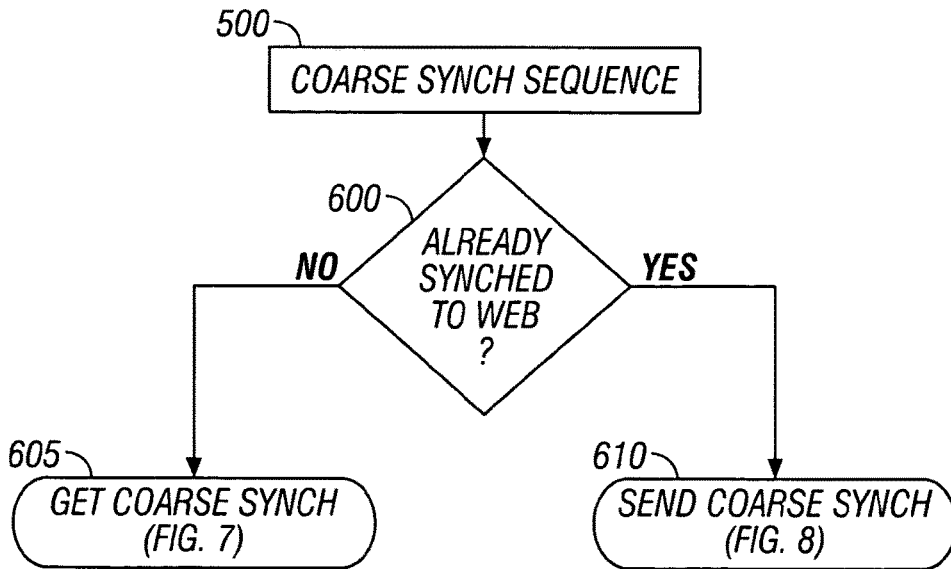 500
COARSE SYNCH SEQUENCE
600
ALREADY
SYNCHED
TO WEB
?
NO
YES
605
GET COARSE SYNCH
(FIG. 7)
610
SEND COARSE SYNCH
(FIG. 8)